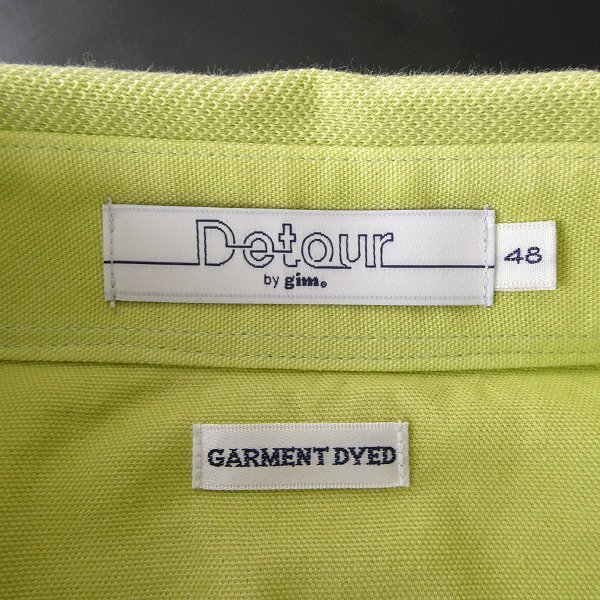 Detour
by gim.
48
GARMENT DYED